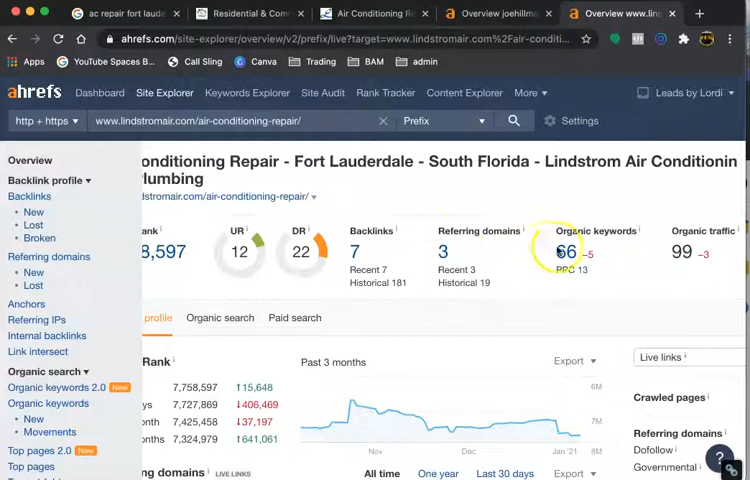 ac repair fort laude
Residential & Com
Air Conditioning Re
Overview joehillma
Overview www.lind
ahrefs.com/site-explorer/overview/v2/prefix/live?target=www.lindstromair.com%2Fair-conditi...
Apps
YouTube Spaces B...
Call Sling
Canva
Trading
BAM
admin
ahrefs
Dashboard
Site Explorer
Keywords Explorer
Site Audit
Rank Tracker
Content Explorer
More
Leads by Lordi
http + https
www.lindstromair.com/air-conditioning-repair/
Prefix
Settings
Overview
Backlink profile
Backlinks
New
Lost
Broken
Referring domains
New
Lost
Anchors
Referring IPs
Internal backlinks
Link intersect
Organic search
Organic keywords 2.0 New
Organic keywords
New
Movements
Top pages 2.0 New
Top pages
onditioning Repair - Fort Lauderdale - South Florida - Lindstrom Air Conditionin
lumbing
dstromair.com/air-conditioning-repair/
ank
8,597
UR
12
DR
22
Backlinks
7
Recent 7
Historical 181
Referring domains
3
Recent 3
Historical 19
Organic keywords
66 −5
PPC 13
Organic traffic
99 −3
profile
Organic search
Paid search
Rank
7,758,597 ↑15,648
ys 7,727,869 ↓406,469
onth 7,425,458 ↓37,197
onths 7,324,979 ↑641,061
Past 3 months
Export
6M
7M
8M
Nov
Dec
Jan '21
Live links
Crawled pages
Referring domains
Dofollow
Governmental
?
ng domains LIVE LINKS
All time
One year
Last 30 days
Export